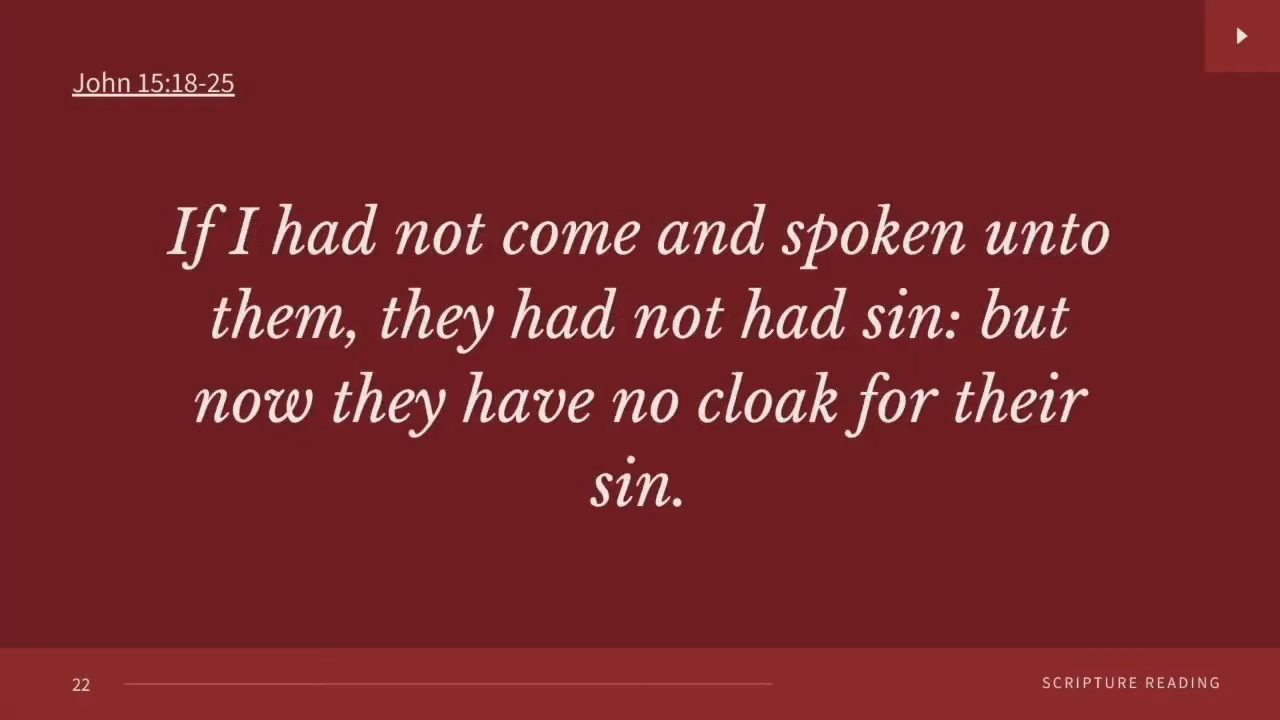 John 15:18-25
If I had not come and spoken unto
them, they had not had sin: but
now they have no cloak for their
sin.
22
SCRIPTURE READING